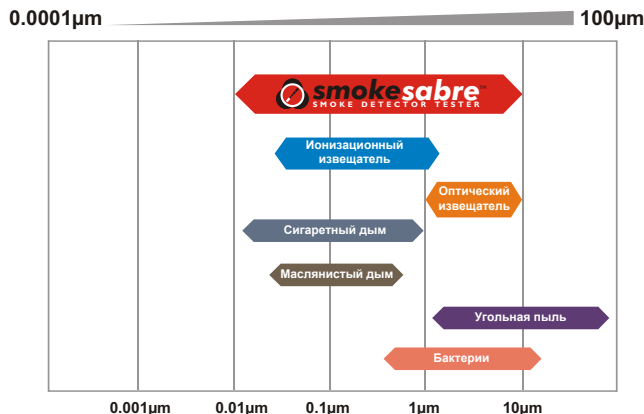 0.0001µm 100µm
smokesabre™
SMOKE DETECTOR TESTER
Ионизационный
извещатель
Оптический
извещатель
Сигаретный дым
Маслянистый дым
Угольная пыль
Бактерии
0.001µm 0.01µm 0.1µm 1µm 10µm